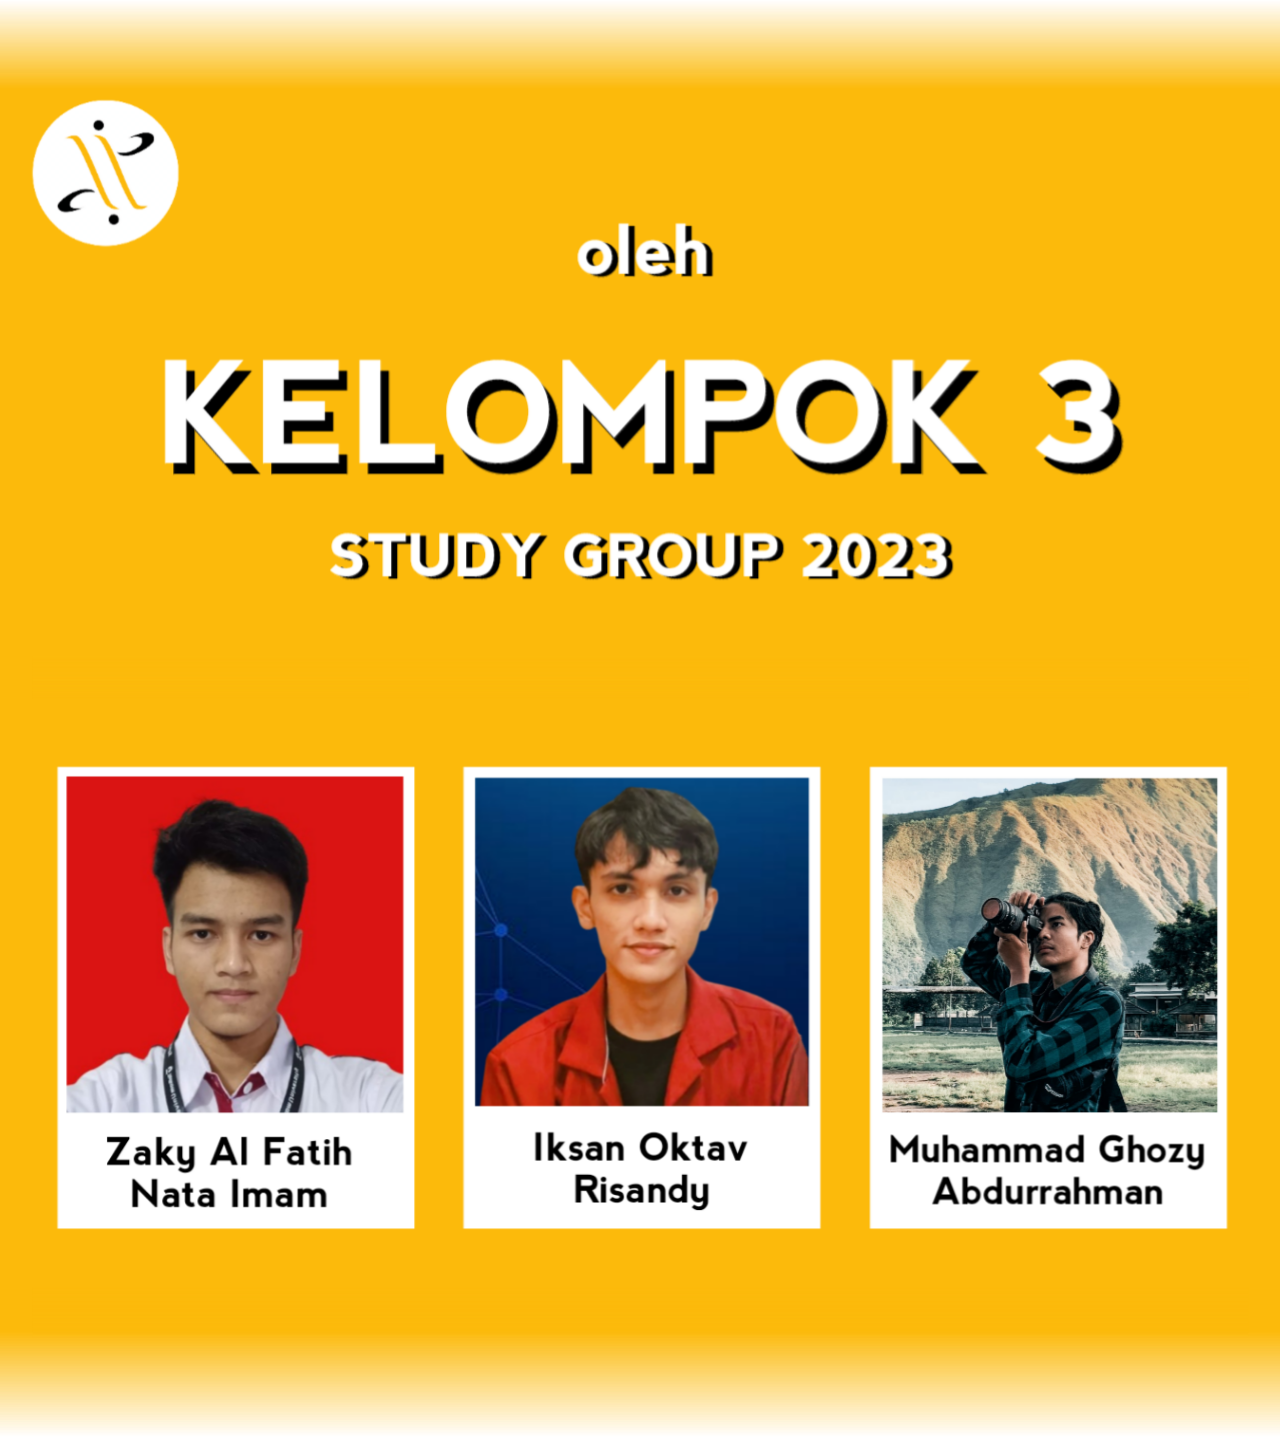 oleh
KELOMPOK 3
STUDY GROUP 2023
Zaky Al Fatih
Nata Imam
Iksan Oktav
Risandy
Muhammad Ghozy
Abdurrahman